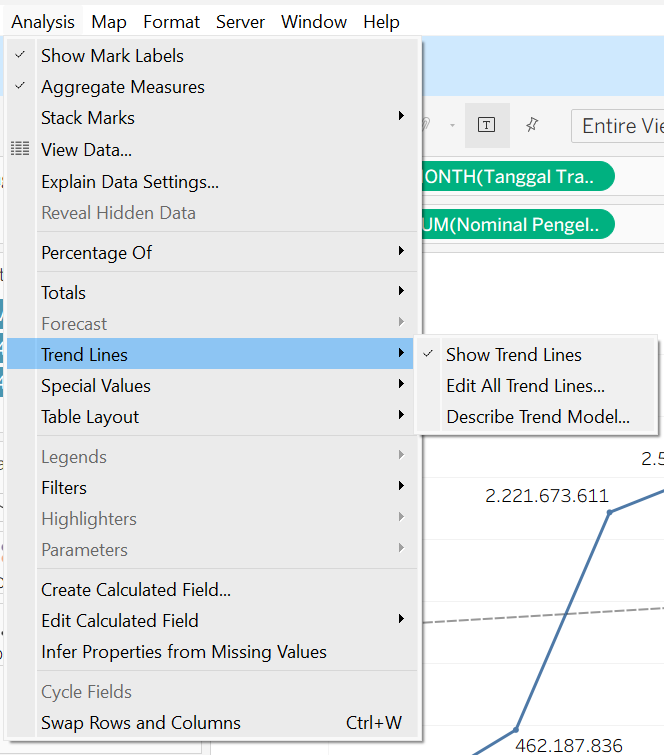 Analysis Map Format Server Window Help
Show Mark Labels
Aggregate Measures
Stack Marks
View Data...
Explain Data Settings...
Reveal Hidden Data
Percentage Of
Totals
Forecast
Trend Lines
Special Values
Table Layout
Legends
Filters
Highlighters
Parameters
Create Calculated Field...
Edit Calculated Field
Infer Properties from Missing Values
Cycle Fields
Swap Rows and Columns Ctrl+W
Show Trend Lines
Edit All Trend Lines...
Describe Trend Model...
T
Entire Vie
ONTH(Tanggal Tra..
UM(Nominal Pengel..
2.5
2.221.673.611
462.187.836